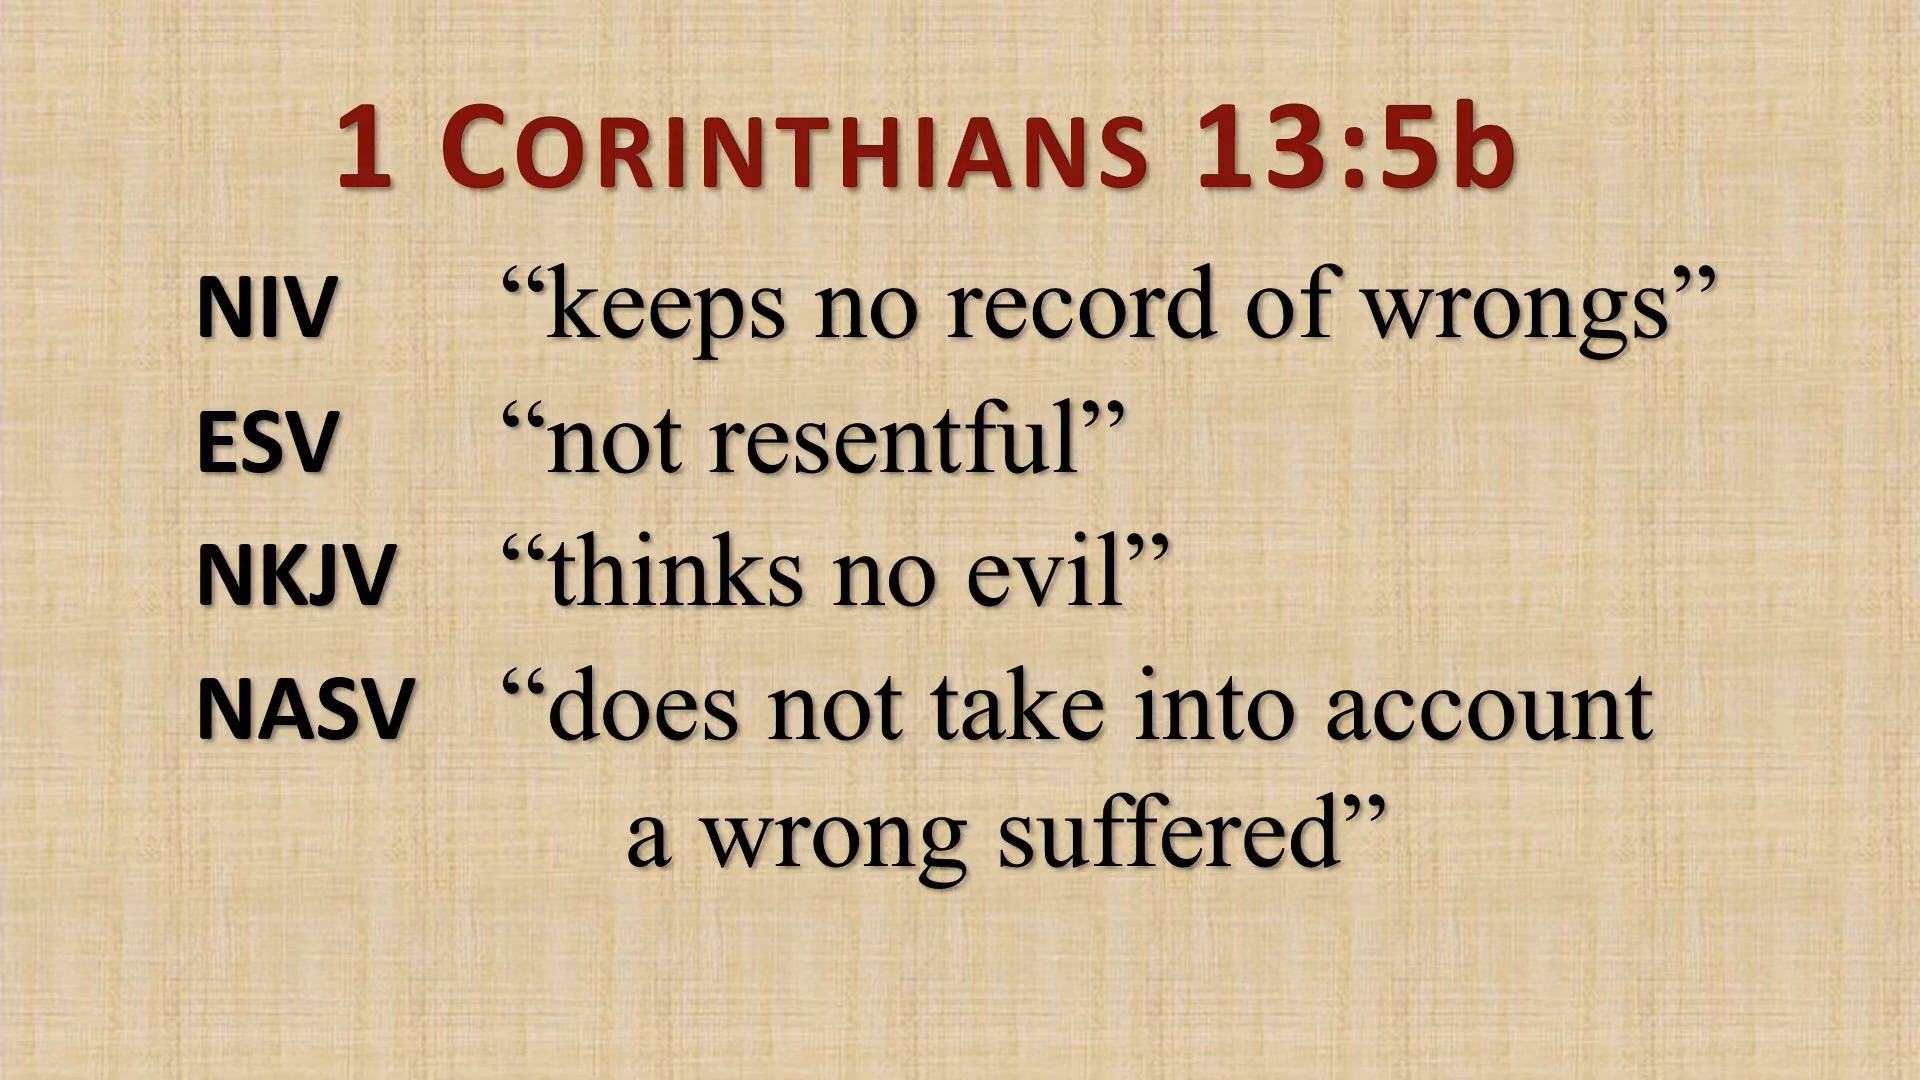 1 CORINTHIANS 13:5b
NIV “keeps no record of wrongs”
ESV “not resentful”
NKJV “thinks no evil”
NASV “does not take into account
a wrong suffered”